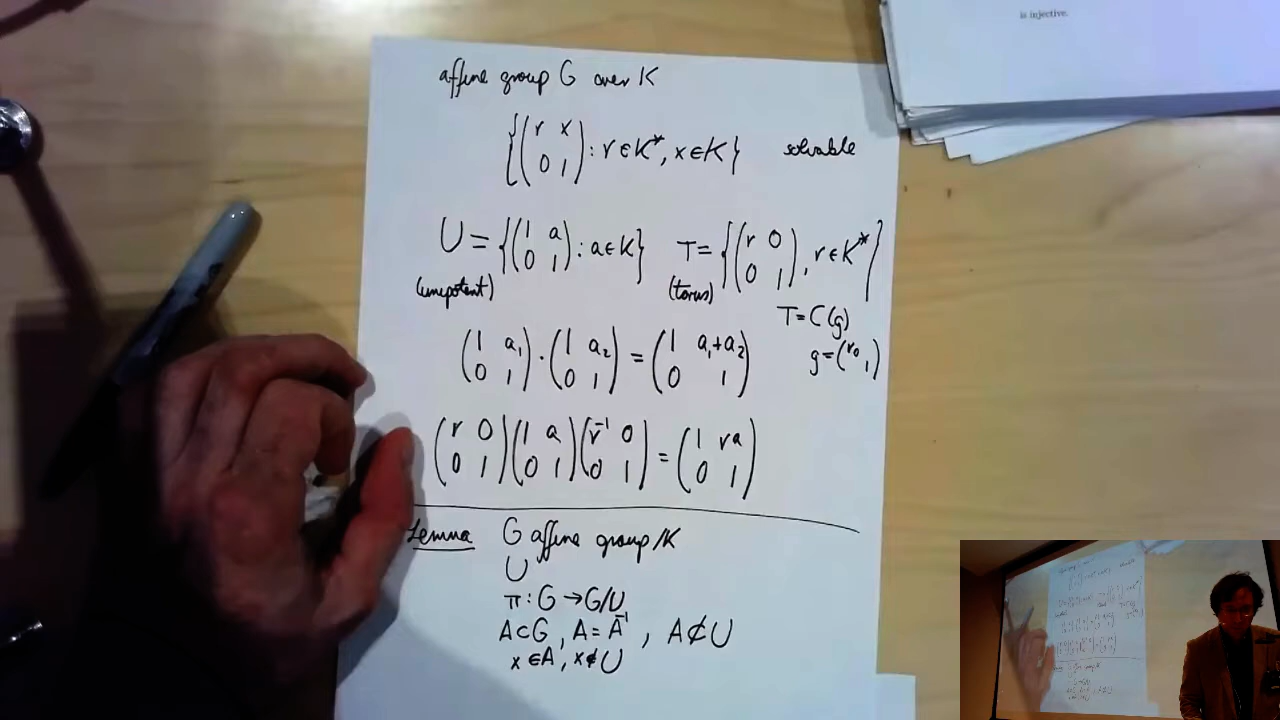 is injective.
affine group G over K
{(r x; 0 1) : r ∈ K*, x ∈ K} solvable
U = {(1 a; 0 1) : a ∈ K} T = {(r 0; 0 1), r ∈ K*}
(unipotent) (torus)
T = C(g)
(1 a₁; 0 1) · (1 a₂; 0 1) = (1 a₁+a₂; 0 1)
g = (r 0; 1)
(r 0; 0 1)(1 a; 0 1)(r⁻¹ 0; 0 1) = (1 ra; 0 1)
Lemma G affine group/K
U
π : G → G/U
A ⊂ G, A = A⁻¹, A ⊄ U
x ∈ A, x ∉ U